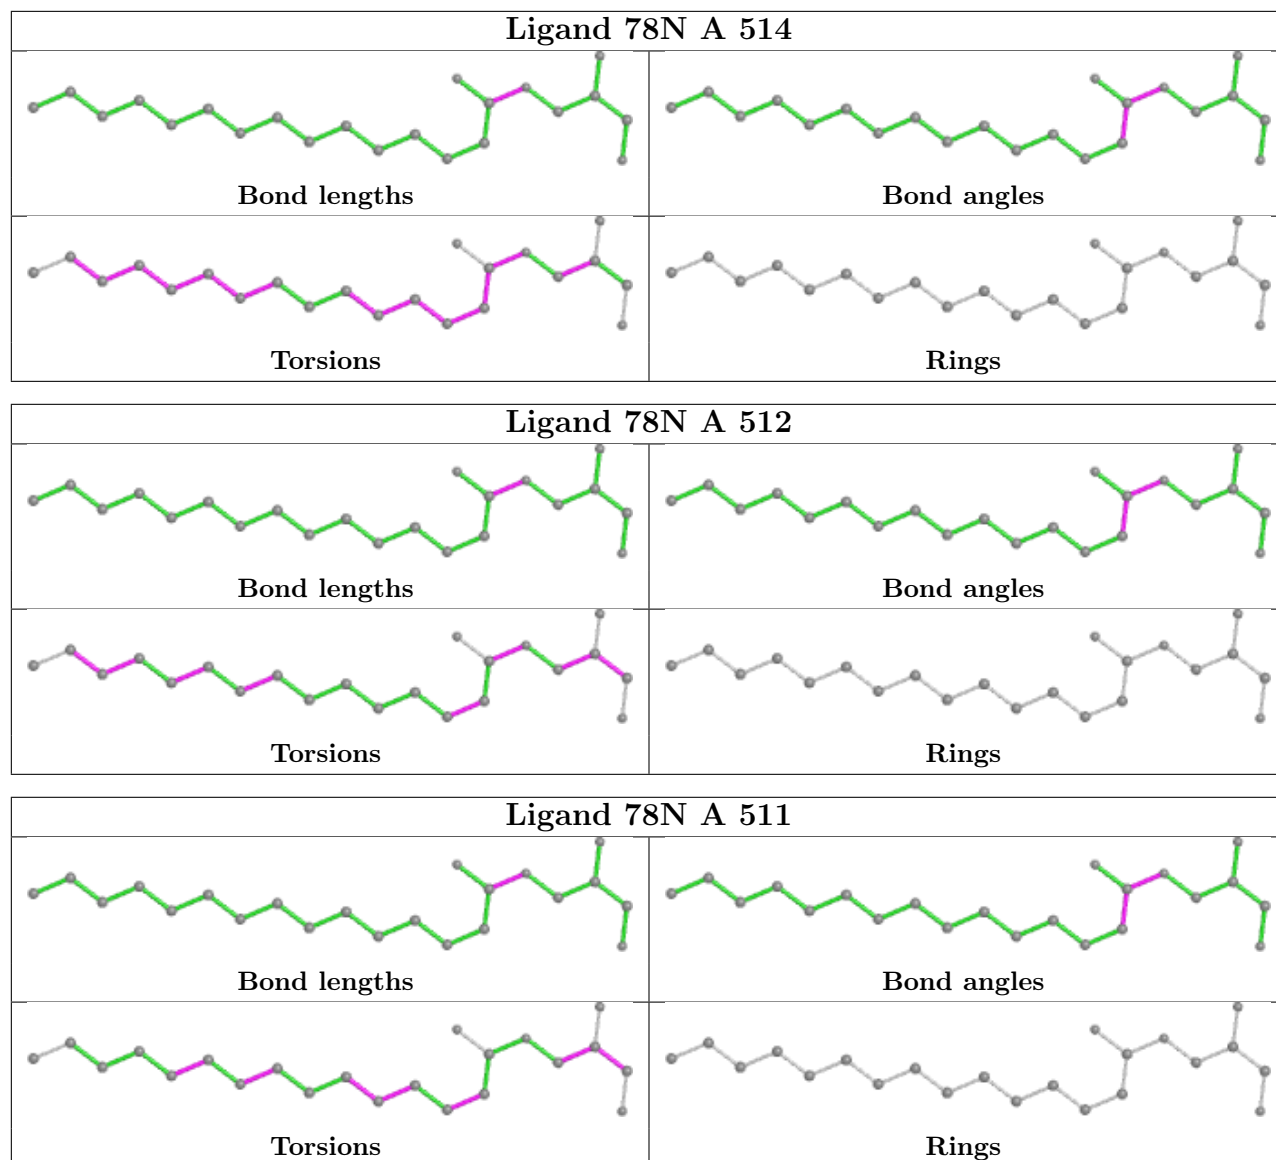 Ligand 78N A 514
Bond lengths
Bond angles
Torsions
Rings
Ligand 78N A 512
Bond lengths
Bond angles
Torsions
Rings
Ligand 78N A 511
Bond lengths
Bond angles
Torsions
Rings